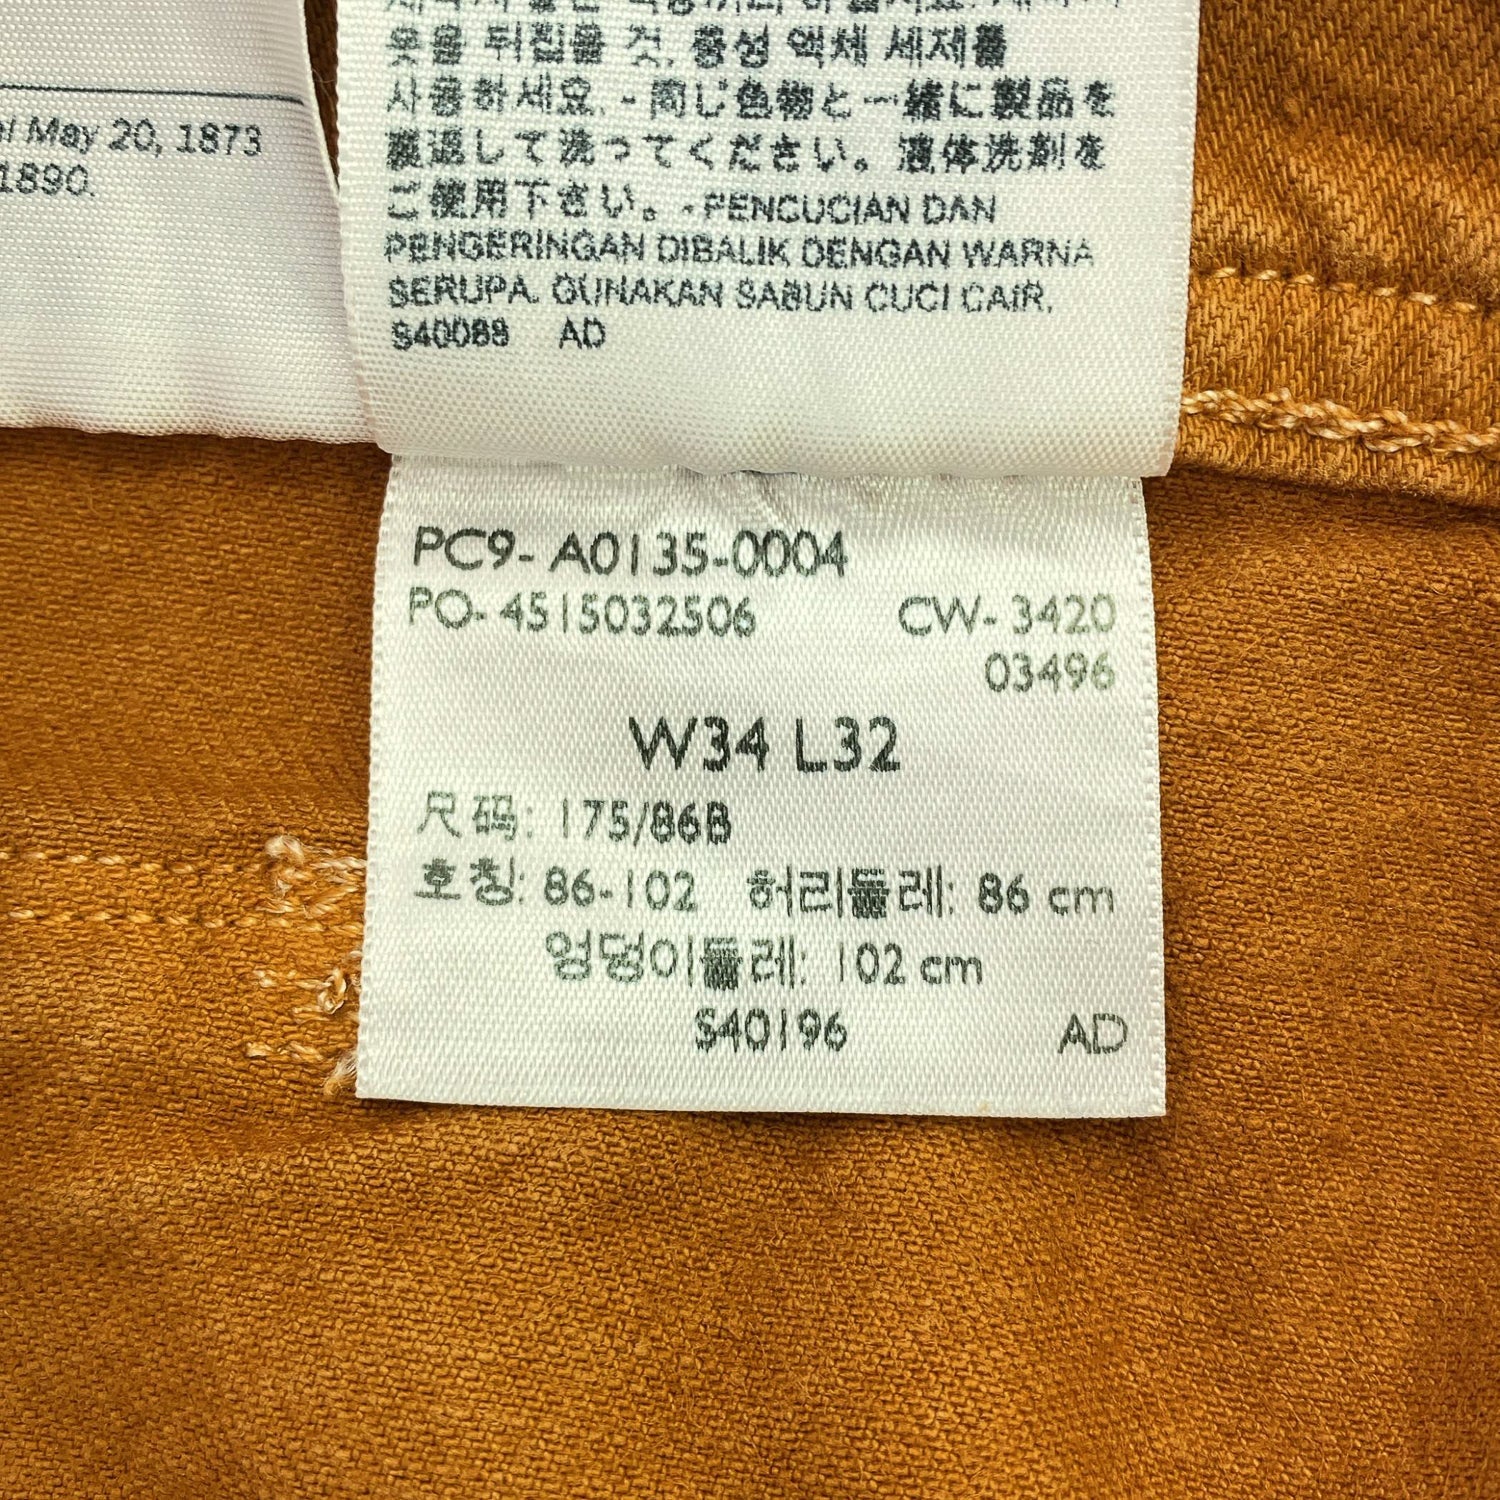 May 20, 1873
1890.
옷을 뒤집을 것. 중성 액체 세제를
사용하세요. - 同じ色物と一緒に製品を
裏返して洗ってください。液体洗剤を
ご使用下さい。 - PENCUCIAN DAN
PENGERINGAN DIBALIK DENGAN WARNA
SERUPA. GUNAKAN SABUN CUCI CAIR.
S40088 AD
PC9- A0135-0004
PO- 4515032506 CW- 3420
03496
W34 L32
尺码: 175/86B
호칭: 86-102 허리둘레: 86 cm
엉덩이둘레: 102 cm
S40196 AD